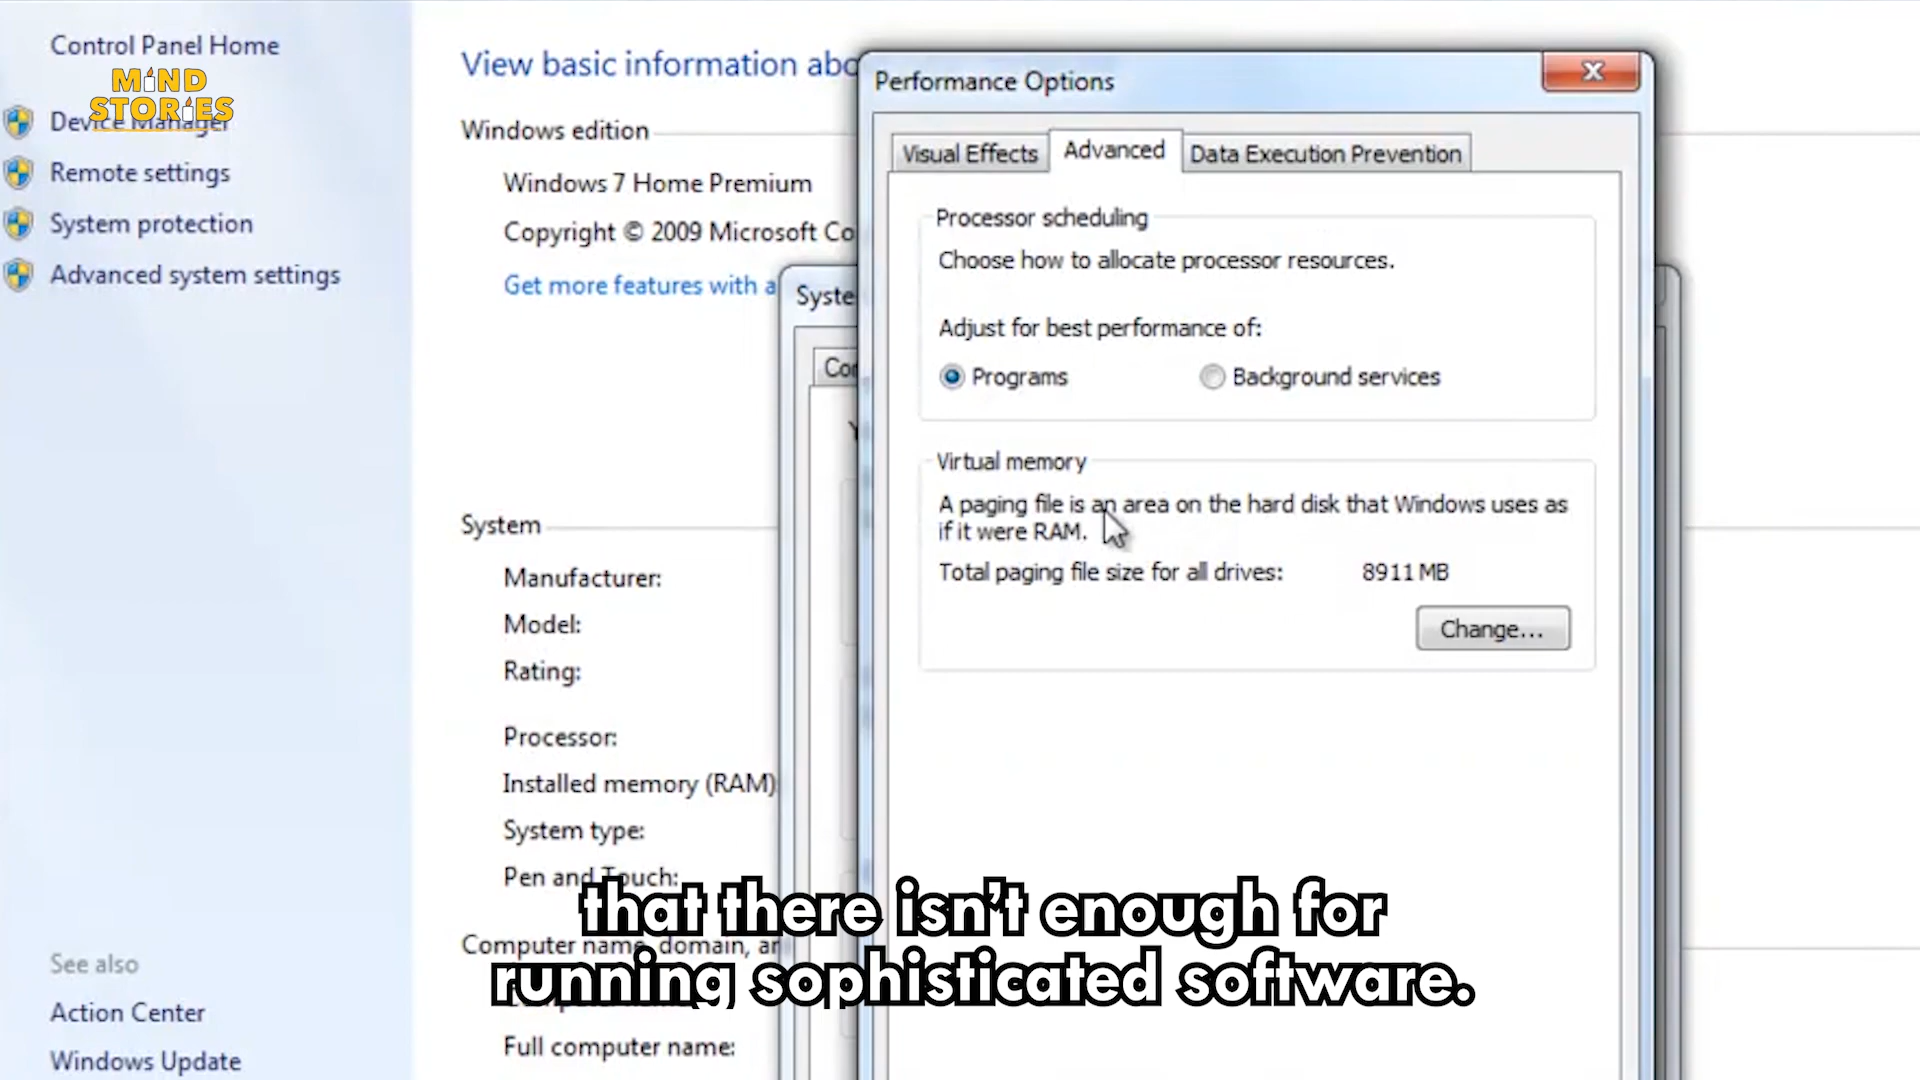 Control Panel Home
MiND
STORiES
Device Manager
Remote settings
System protection
Advanced system settings
See also
Action Center
Windows Update
View basic information abo
Windows edition
Windows 7 Home Premium
Copyright © 2009 Microsoft Co
Get more features with a
System
Manufacturer:
Model:
Rating:
Processor:
Installed memory (RAM)
System type:
Pen and Touch:
Computer name, domain, an
Full computer name:
Syste
Performance Options
Visual Effects
Advanced
Data Execution Prevention
Processor scheduling
Choose how to allocate processor resources.
Adjust for best performance of:
Programs
Background services
Virtual memory
A paging file is an area on the hard disk that Windows uses as
if it were RAM.
Total paging file size for all drives:
8911 MB
Change...
that there isn't enough for
running sophisticated software.